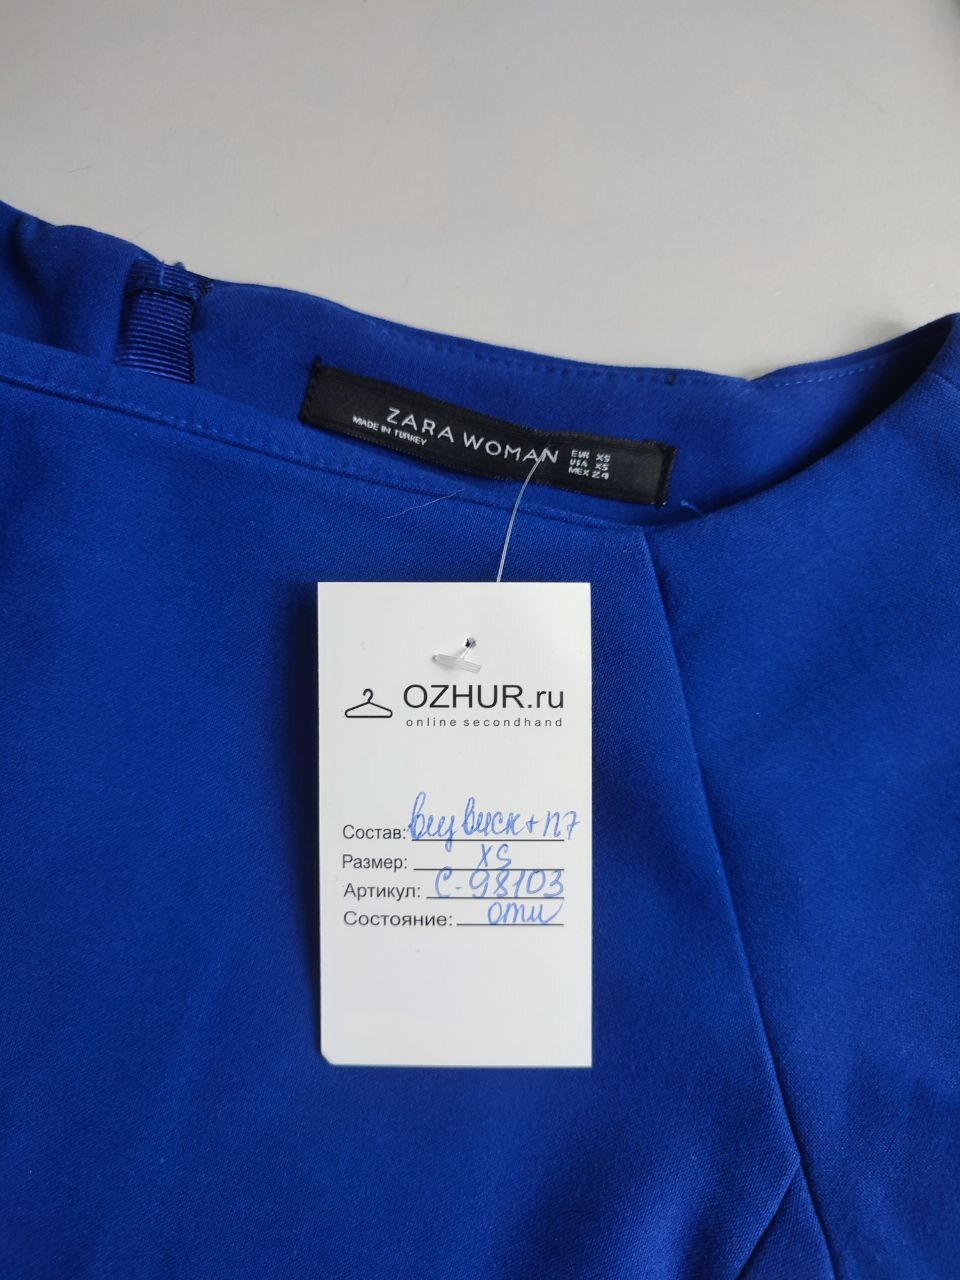 ZARA WOMAN
MADE IN TURKEY
EUR XS
USA XS
MEX 24
OZHUR.ru
online secondhand
Состав: виск+
Размер: XS
Артикул: С-98103
Состояние: отл